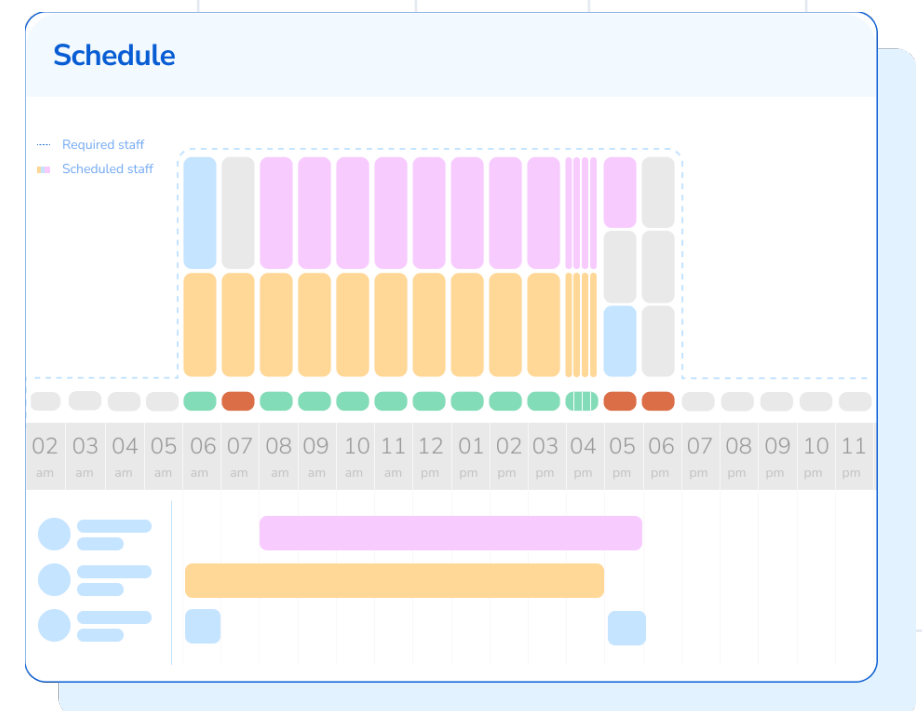 Schedule
Required staff
Scheduled staff
02 03 04 05 06 07 08 09 10 11 12 01 02 03 04 05 06 07 08 09 10 11
am am am am am am am am am am pm pm pm pm pm pm pm pm pm pm pm pm